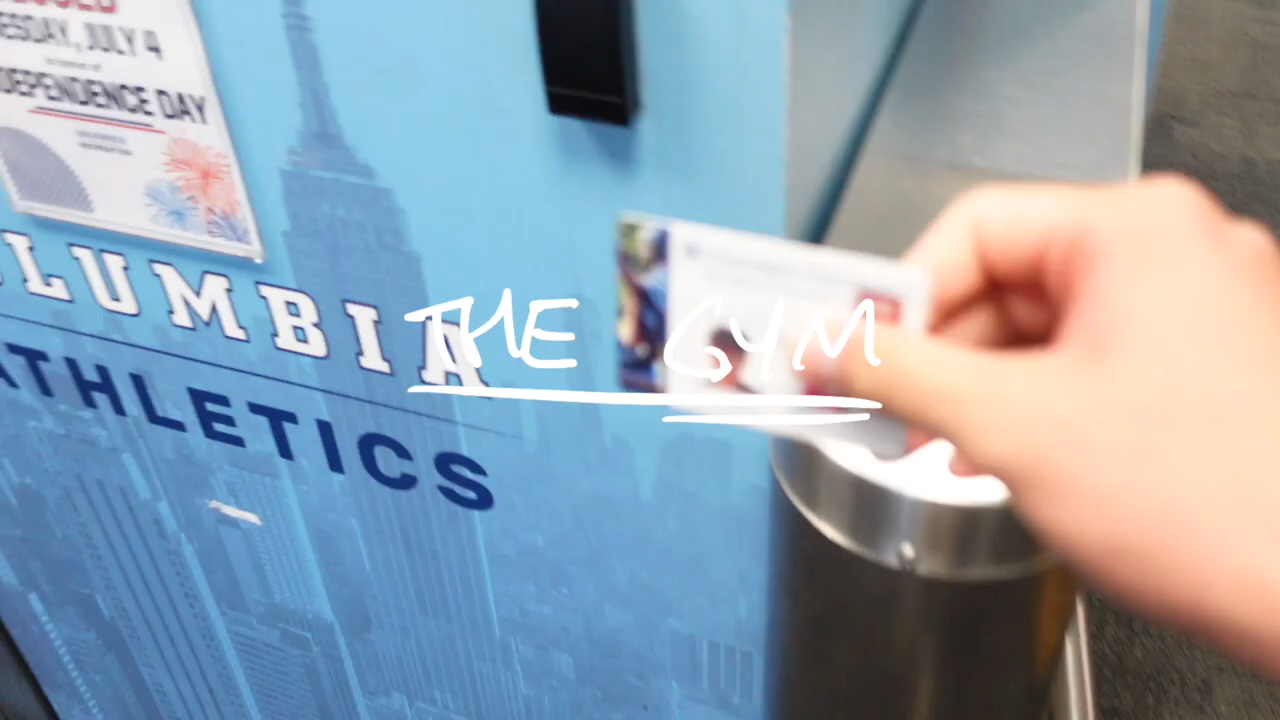 ESDAY, JULY 4
DEPENDENCE DAY
LUMBIA
ATHLETICS
THE GYM